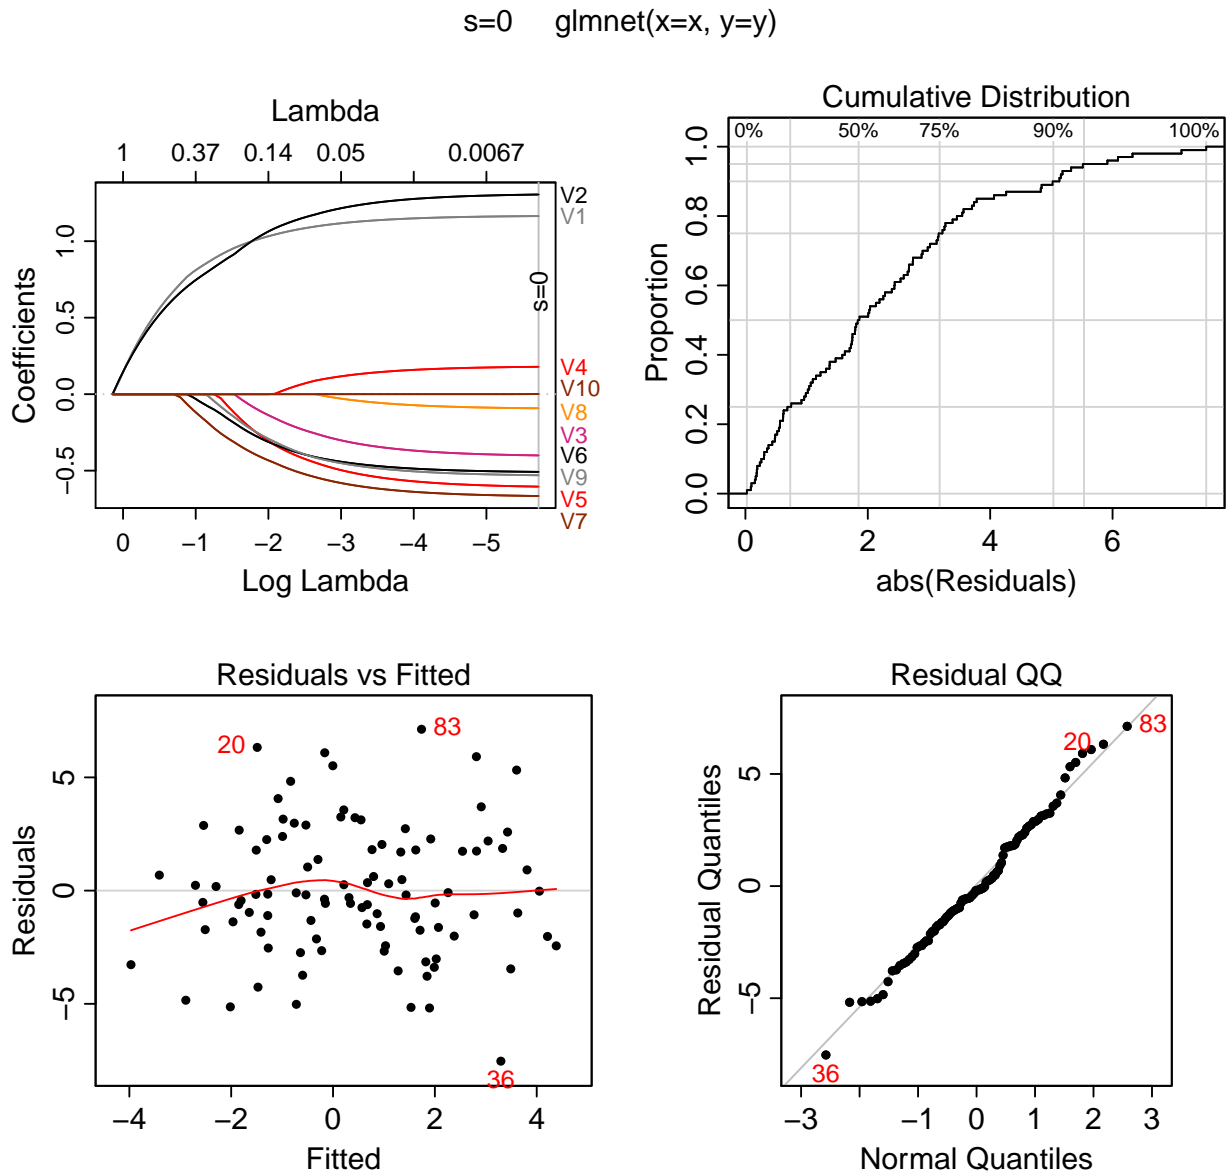 s=0 glmnet(x=x, y=y)
Lambda
1 0.37 0.14 0.05 0.0067
Coefficients
1.0
0.5
0.0
−0.5
s=0
V2
V1
V4
V10
V8
V3
V6
V9
V5
V7
0 −1 −2 −3 −4 −5
Log Lambda
Cumulative Distribution
0% 50% 75% 90% 100%
Proportion
1.0
0.8
0.6
0.4
0.2
0.0
0 2 4 6
abs(Residuals)
Residuals vs Fitted
Residuals
5
0
−5
20
83
36
−4 −2 0 2 4
Fitted
Residual QQ
Residual Quantiles
5
0
−5
20
83
36
−3 −2 −1 0 1 2 3
Normal Quantiles